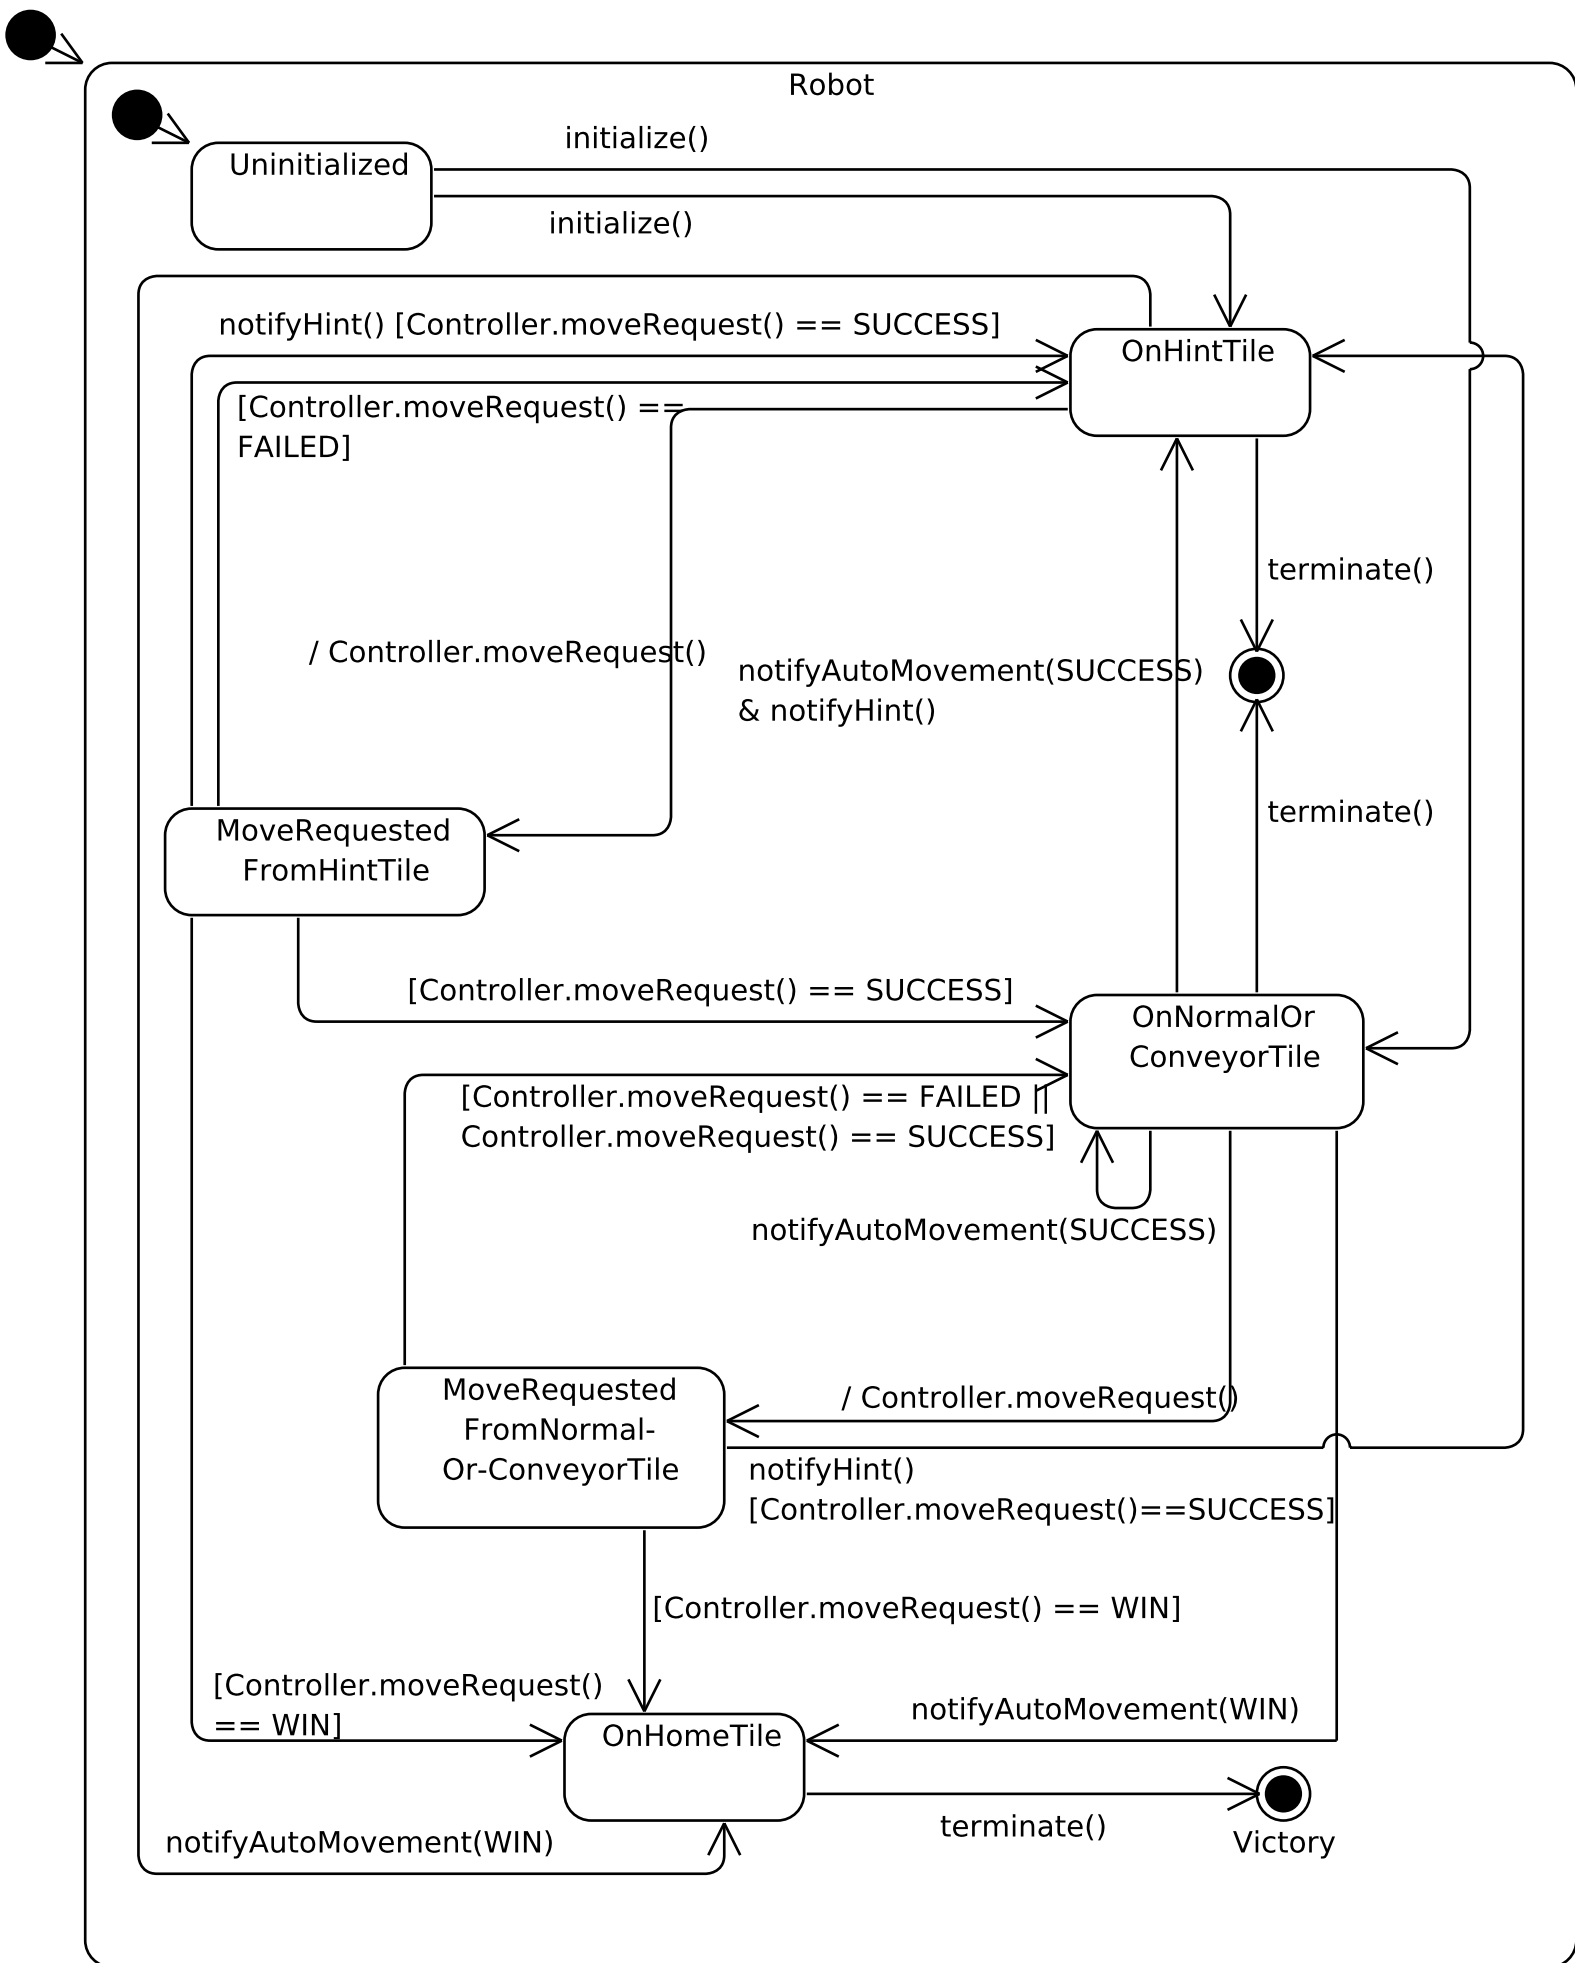 Robot
initialize()
Uninitialized
initialize()
notifyHint() [Controller.moveRequest() == SUCCESS]
OnHintTile
[Controller.moveRequest() ==
FAILED]
terminate()
/ Controller.moveRequest()
notifyAutoMovement(SUCCESS)
& notifyHint()
terminate()
MoveRequested
FromHintTile
[Controller.moveRequest() == SUCCESS]
OnNormalOr
ConveyorTile
[Controller.moveRequest() == FAILED ||
Controller.moveRequest() == SUCCESS]
notifyAutoMovement(SUCCESS)
MoveRequested
FromNormal-
Or-ConveyorTile
/ Controller.moveRequest()
notifyHint()
[Controller.moveRequest()==SUCCESS]
[Controller.moveRequest() == WIN]
[Controller.moveRequest()
== WIN]
notifyAutoMovement(WIN)
OnHomeTile
terminate()
Victory
notifyAutoMovement(WIN)